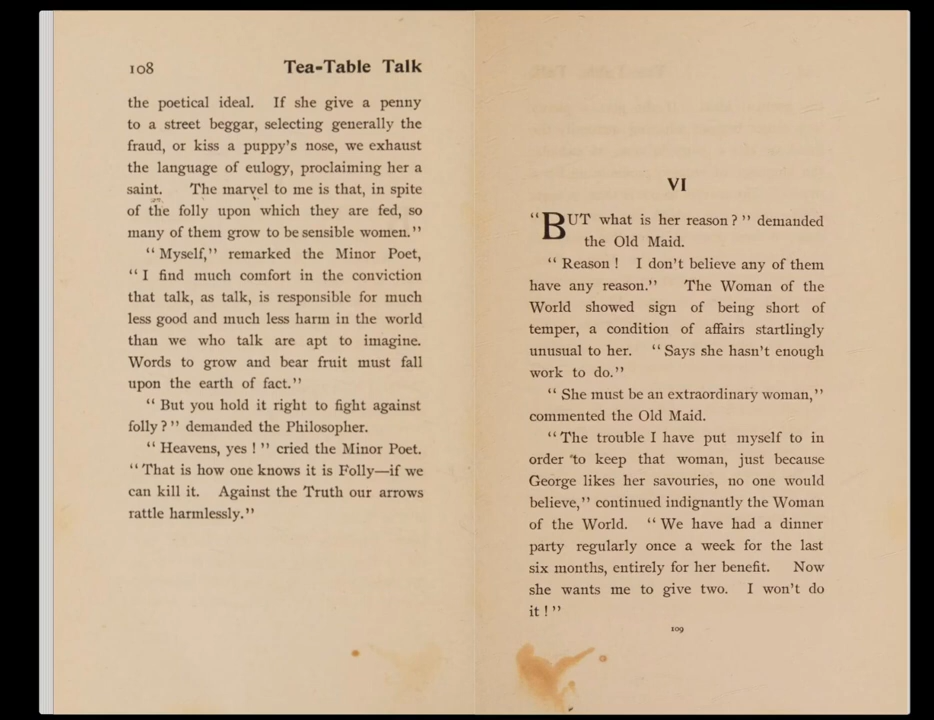 108 Tea-Table Talk
the poetical ideal. If she give a penny
to a street beggar, selecting generally the
fraud, or kiss a puppy's nose, we exhaust
the language of eulogy, proclaiming her a
saint. The marvel to me is that, in spite
of the folly upon which they are fed, so
many of them grow to be sensible women."
"Myself," remarked the Minor Poet,
"I find much comfort in the conviction
that talk, as talk, is responsible for much
less good and much less harm in the world
than we who talk are apt to imagine.
Words to grow and bear fruit must fall
upon the earth of fact."
"But you hold it right to fight against
folly?" demanded the Philosopher.
"Heavens, yes!" cried the Minor Poet.
"That is how one knows it is Folly—if we
can kill it. Against the Truth our arrows
rattle harmlessly."
VI
"BUT what is her reason?" demanded
the Old Maid.
"Reason! I don't believe any of them
have any reason." The Woman of the
World showed sign of being short of
temper, a condition of affairs startlingly
unusual to her. "Says she hasn't enough
work to do."
"She must be an extraordinary woman,"
commented the Old Maid.
"The trouble I have put myself to in
order to keep that woman, just because
George likes her savouries, no one would
believe," continued indignantly the Woman
of the World. "We have had a dinner
party regularly once a week for the last
six months, entirely for her benefit. Now
she wants me to give two. I won't do
it!"
109